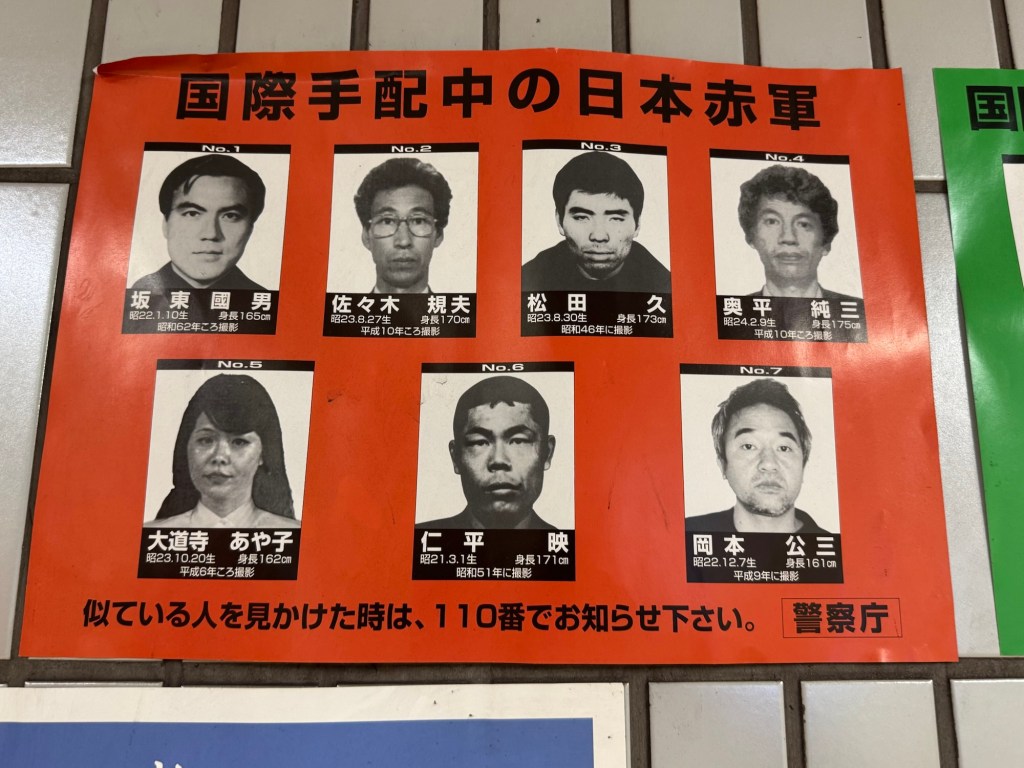 国際手配中の日本赤軍
No.1
坂東國男
昭22.1.10生 身長165cm
昭和62年ころ撮影
No.2
佐々木規夫
昭23.8.27生 身長170cm
平成10年ころ撮影
No.3
松田久
昭23.8.30生 身長173cm
昭和46年に撮影
No.4
奥平純三
昭24.2.9生 身長175cm
平成10年ころ撮影
No.5
大道寺あや子
昭23.10.20生 身長162cm
平成6年ころ撮影
No.6
仁平映
昭21.3.1生 身長171cm
昭和51年に撮影
No.7
岡本公三
昭22.12.7生 身長161cm
平成9年に撮影
似ている人を見かけた時は、110番でお知らせ下さい。
警察庁
国